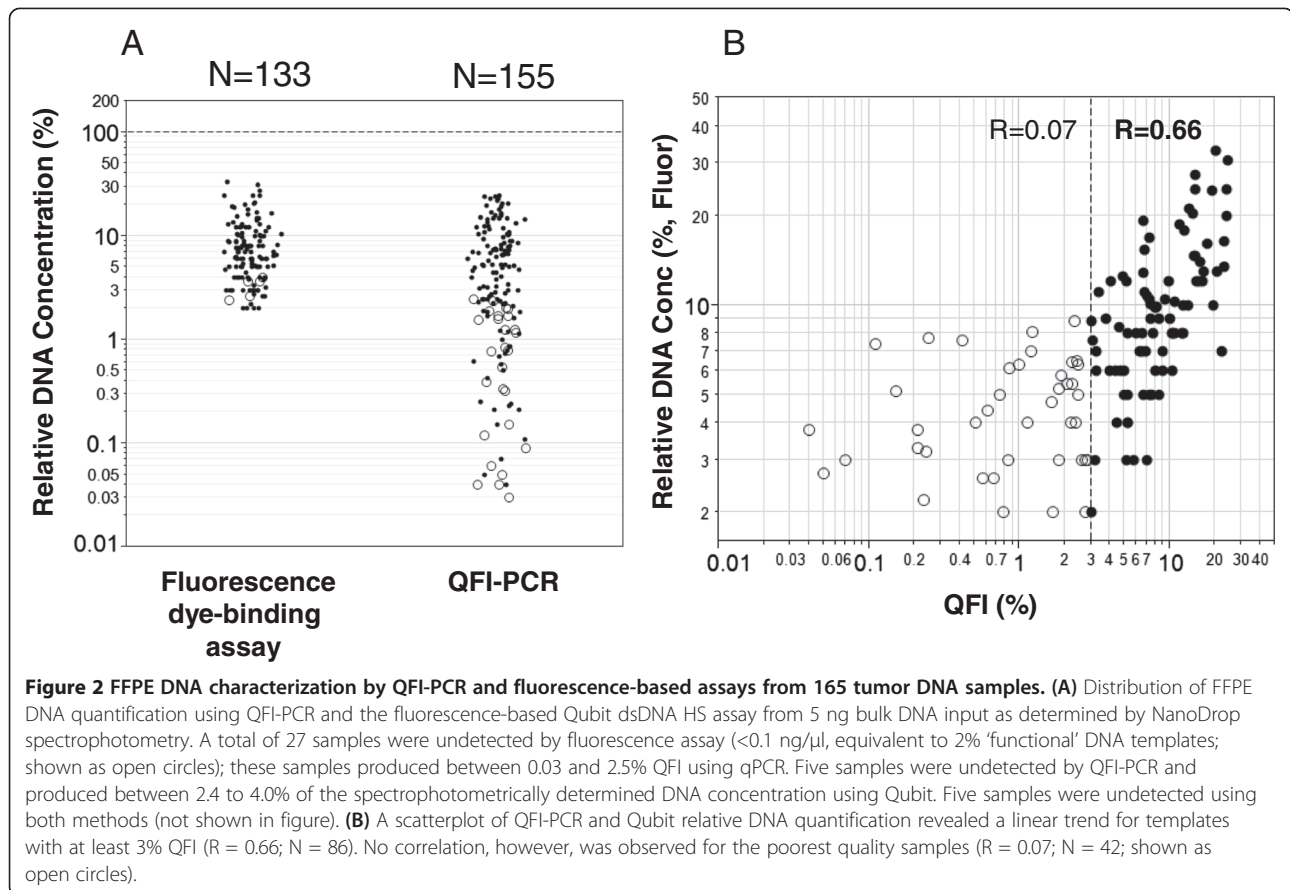 A
N=133 N=155
200
100
50
30
10
5
3
1
0.5
0.3
0.1
0.05
0.03
0.01
Relative DNA Concentration (%)
Fluorescence
dye-binding
assay
QFI-PCR
B
R=0.07 R=0.66
50
40
30
20
10
8
7
6
5
4
3
2
Relative DNA Conc (%, Fluor)
0.01 0.03 0.06 0.1 0.2 0.4 0.7 1 2 3 4 5 6 7 10 20 30 40
QFI (%)
Figure 2 FFPE DNA characterization by QFI-PCR and fluorescence-based assays from 165 tumor DNA samples. (A) Distribution of FFPE
DNA quantification using QFI-PCR and the fluorescence-based Qubit dsDNA HS assay from 5 ng bulk DNA input as determined by NanoDrop
spectrophotometry. A total of 27 samples were undetected by fluorescence assay (<0.1 ng/μl, equivalent to 2% ‘functional’ DNA templates;
shown as open circles); these samples produced between 0.03 and 2.5% QFI using qPCR. Five samples were undetected by QFI-PCR and
produced between 2.4 to 4.0% of the spectrophotometrically determined DNA concentration using Qubit. Five samples were undetected using
both methods (not shown in figure). (B) A scatterplot of QFI-PCR and Qubit relative DNA quantification revealed a linear trend for templates
with at least 3% QFI (R = 0.66; N = 86). No correlation, however, was observed for the poorest quality samples (R = 0.07; N = 42; shown as
open circles).